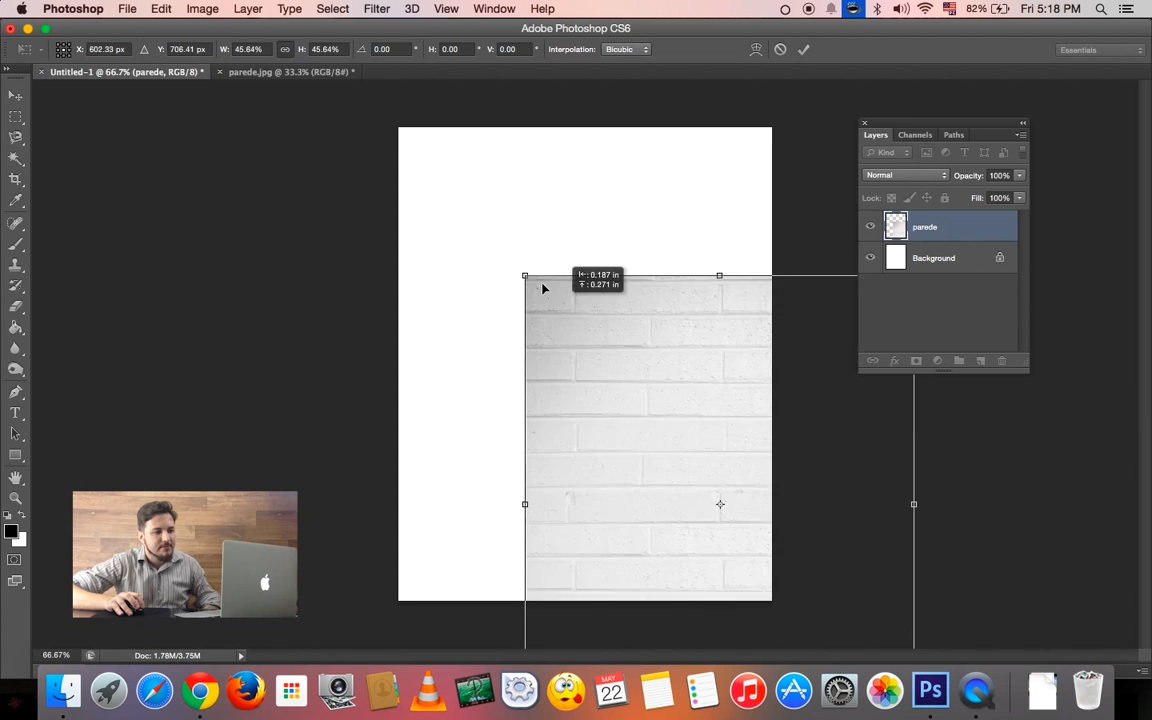 Photoshop File Edit Image Layer Type Select Filter 3D View Window Help 82% Fri 5:18 PM
Adobe Photoshop CS6
X: 602.33 px Y: 706.41 px W: 45.64% H: 45.64% 0.00 ° H: 0.00 ° V: 0.00 ° Interpolation: Bicubic Essentials
× Untitled-1 @ 66.7% (parede, RGB/8) * × parede.jpg @ 33.3% (RGB/8#) *
Layers Channels Paths
Kind
Normal Opacity: 100%
Lock: Fill: 100%
parede
Background
: 0.187 in
: 0.271 in
66.67% Doc: 1.78M/3.75M
MAY
22
Ps